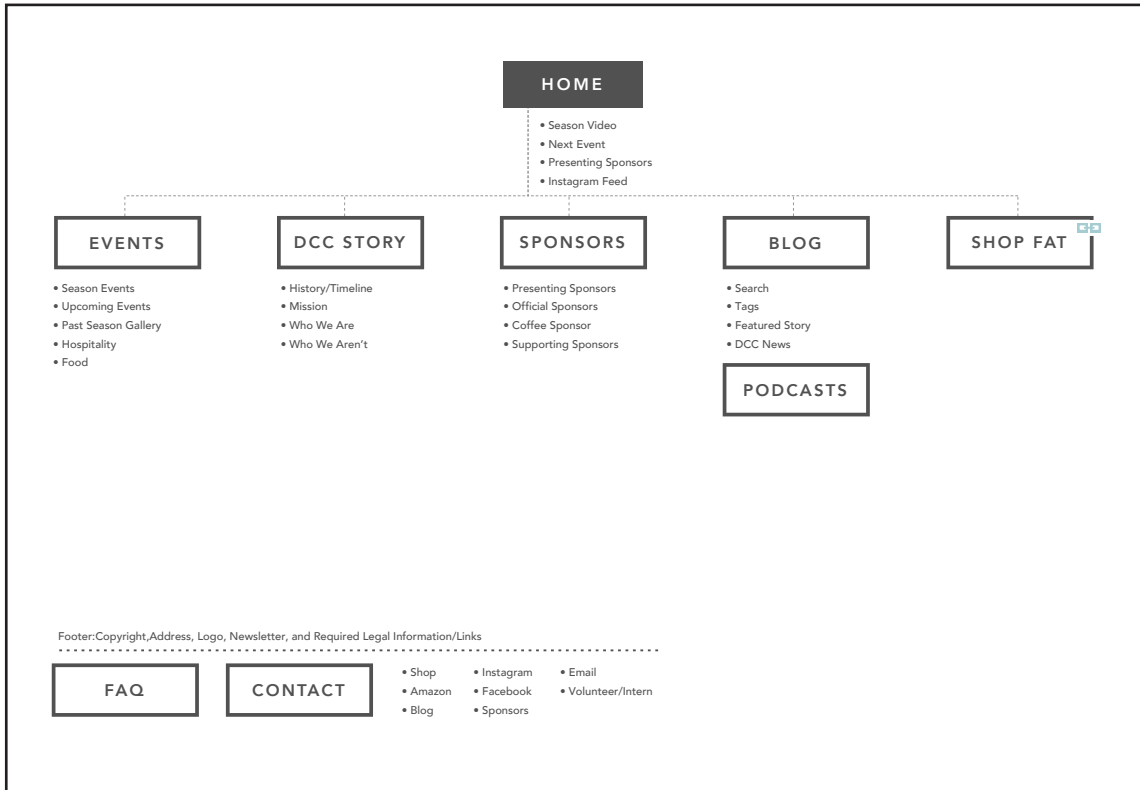 HOME
• Season Video
• Next Event
• Presenting Sponsors
• Instagram Feed
EVENTS
• Season Events
• Upcoming Events
• Past Season Gallery
• Hospitality
• Food
DCC STORY
• History/Timeline
• Mission
• Who We Are
• Who We Aren't
SPONSORS
• Presenting Sponsors
• Official Sponsors
• Coffee Sponsor
• Supporting Sponsors
BLOG
• Search
• Tags
• Featured Story
• DCC News
PODCASTS
SHOP FAT
Footer:Copyright,Address, Logo, Newsletter, and Required Legal Information/Links
FAQ
CONTACT
• Shop
• Amazon
• Blog
• Instagram
• Facebook
• Sponsors
• Email
• Volunteer/Intern